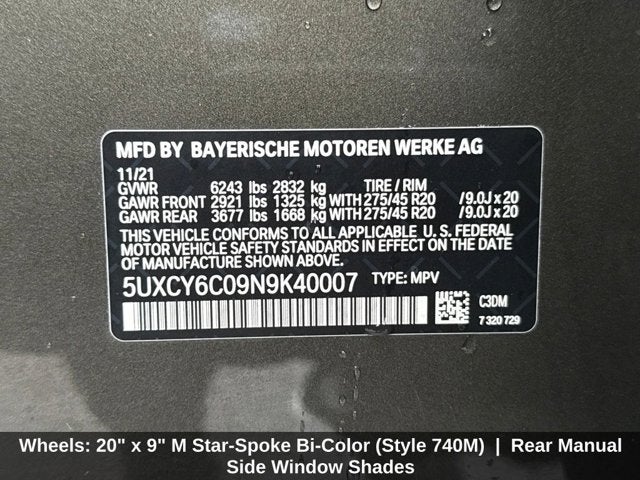 MFD BY BAYERISCHE MOTOREN WERKE AG
11/21
GVWR 6243 lbs 2832 kg TIRE / RIM
GAWR FRONT 2921 lbs 1325 kg WITH 275/45 R20 /9.0J x 20
GAWR REAR 3677 lbs 1668 kg WITH 275/45 R20 /9.0J x 20
THIS VEHICLE CONFORMS TO ALL APPLICABLE U. S. FEDERAL
MOTOR VEHICLE SAFETY STANDARDS IN EFFECT ON THE DATE
OF MANUFACTURE SHOWN ABOVE.
5UXCY6C09N9K40007 TYPE: MPV
C3DM
7 320 729
Wheels: 20" x 9" M Star-Spoke Bi-Color (Style 740M) | Rear Manual
Side Window Shades